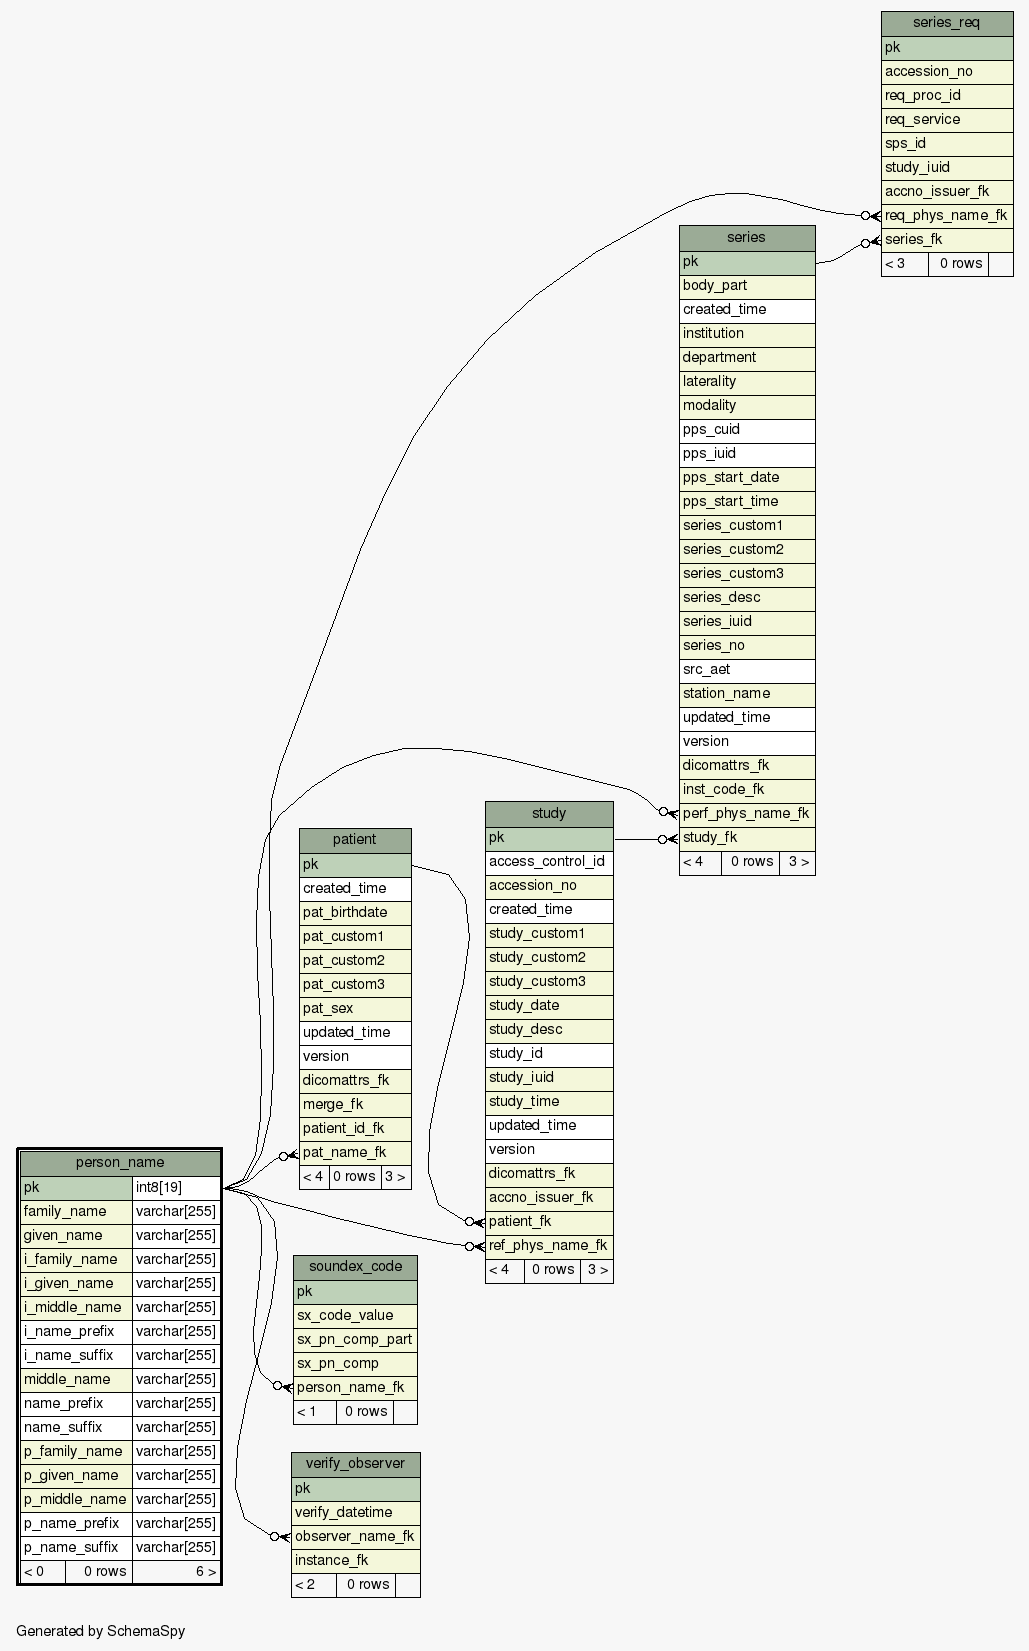 series_req
pk
accession_no
req_proc_id
req_service
sps_id
study_iuid
accno_issuer_fk
req_phys_name_fk
series_fk
< 3 0 rows
series
pk
body_part
created_time
institution
department
laterality
modality
pps_cuid
pps_iuid
pps_start_date
pps_start_time
series_custom1
series_custom2
series_custom3
series_desc
series_iuid
series_no
src_aet
station_name
updated_time
version
dicomattrs_fk
inst_code_fk
perf_phys_name_fk
study_fk
< 4 0 rows 3 >
study
pk
access_control_id
accession_no
created_time
study_custom1
study_custom2
study_custom3
study_date
study_desc
study_id
study_iuid
study_time
updated_time
version
dicomattrs_fk
accno_issuer_fk
patient_fk
ref_phys_name_fk
< 4 0 rows 3 >
patient
pk
created_time
pat_birthdate
pat_custom1
pat_custom2
pat_custom3
pat_sex
updated_time
version
dicomattrs_fk
merge_fk
patient_id_fk
pat_name_fk
< 4 0 rows 3 >
person_name
pk int8[19]
family_name varchar[255]
given_name varchar[255]
i_family_name varchar[255]
i_given_name varchar[255]
i_middle_name varchar[255]
i_name_prefix varchar[255]
i_name_suffix varchar[255]
middle_name varchar[255]
name_prefix varchar[255]
name_suffix varchar[255]
p_family_name varchar[255]
p_given_name varchar[255]
p_middle_name varchar[255]
p_name_prefix varchar[255]
p_name_suffix varchar[255]
< 0 0 rows 6 >
soundex_code
pk
sx_code_value
sx_pn_comp_part
sx_pn_comp
person_name_fk
< 1 0 rows
verify_observer
pk
verify_datetime
observer_name_fk
instance_fk
< 2 0 rows
Generated by SchemaSpy